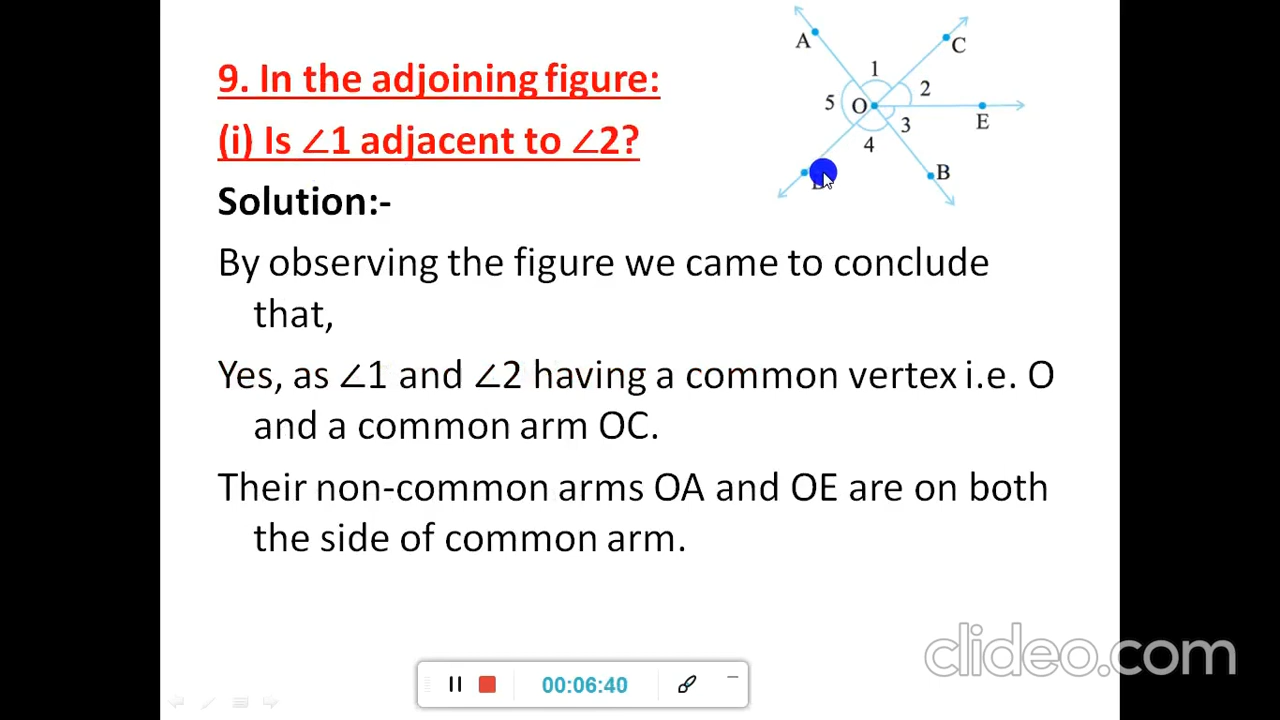 9. In the adjoining figure:
(i) Is ∠1 adjacent to ∠2?
Solution:-
By observing the figure we came to conclude
that,
Yes, as ∠1 and ∠2 having a common vertex i.e. O
and a common arm OC.
Their non-common arms OA and OE are on both
the side of common arm.
A
C
1
2
5
O
E
3
4
B
clideo.com
00:06:40